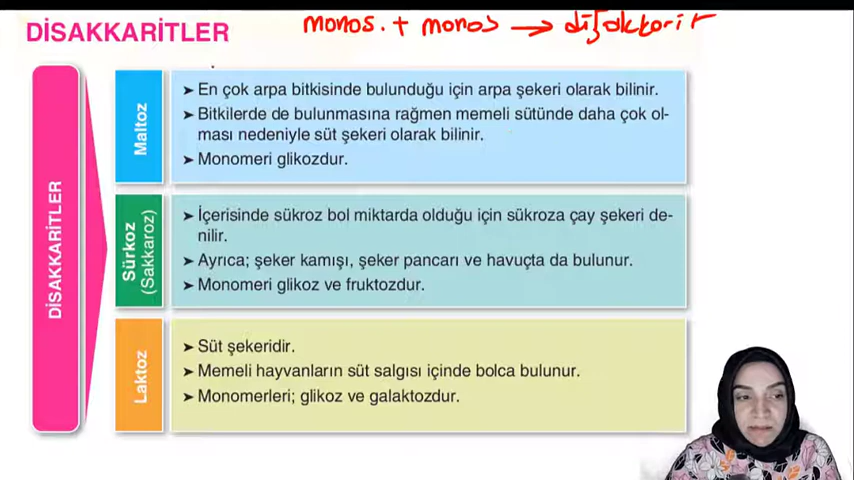 DİSAKKARİTLER
monos. + monos → disakkarit
DİSAKKARİTLER
Maltoz
➤ En çok arpa bitkisinde bulunduğu için arpa şekeri olarak bilinir.
➤ Bitkilerde de bulunmasına rağmen memeli sütünde daha çok ol-
ması nedeniyle süt şekeri olarak bilinir.
➤ Monomeri glikozdur.
Sürkoz
(Sakkaroz)
➤ İçerisinde sükroz bol miktarda olduğu için sükroza çay şekeri de-
nilir.
➤ Ayrıca; şeker kamışı, şeker pancarı ve havuçta da bulunur.
➤ Monomeri glikoz ve fruktozdur.
Laktoz
➤ Süt şekeridir.
➤ Memeli hayvanların süt salgısı içinde bolca bulunur.
➤ Monomerleri; glikoz ve galaktozdur.